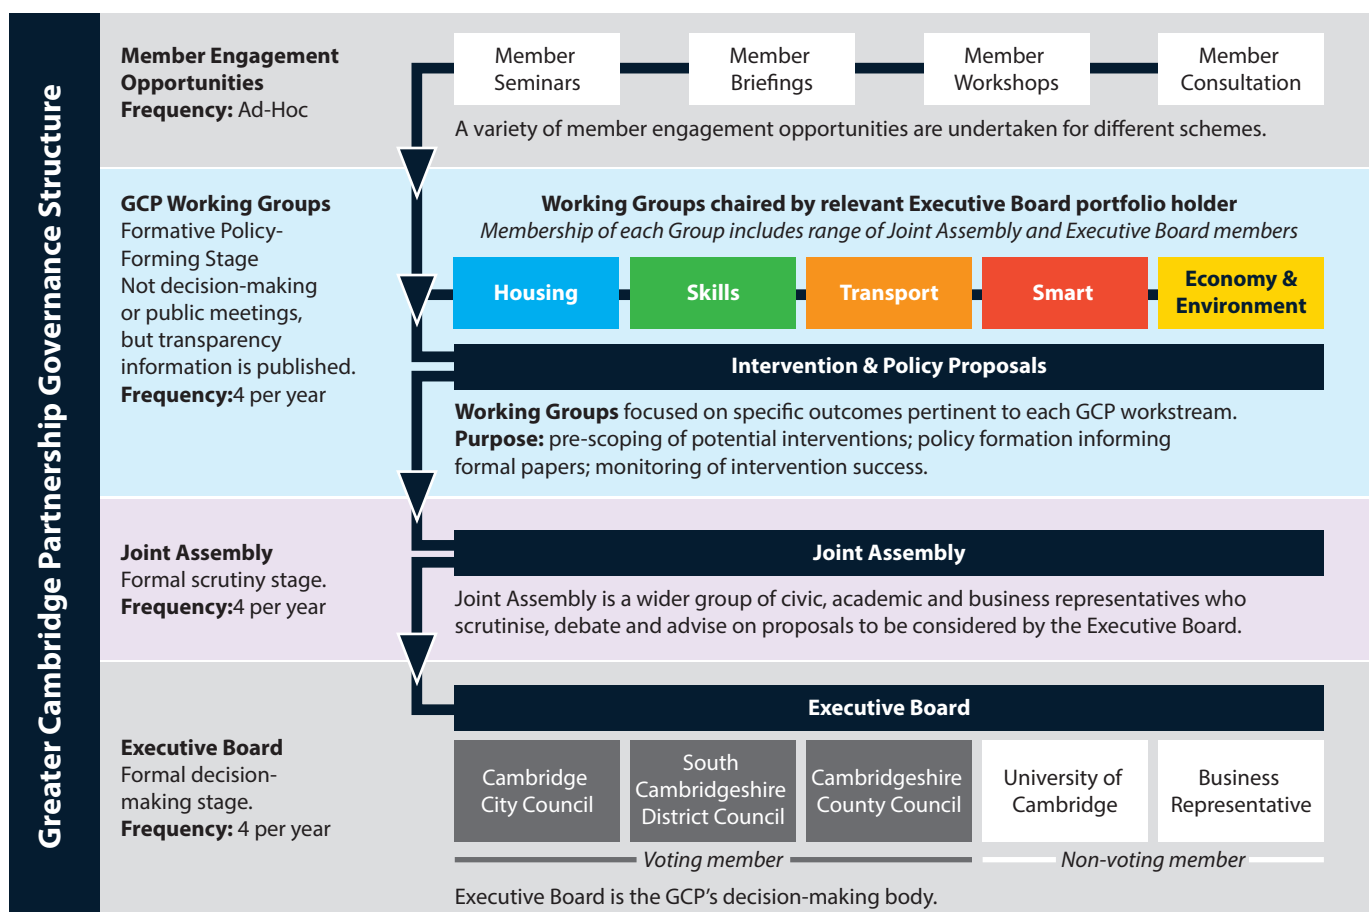 Greater Cambridge Partnership Governance Structure
Member Engagement
Opportunities
Frequency: Ad-Hoc
Member
Seminars
Member
Briefings
Member
Workshops
Member
Consultation
A variety of member engagement opportunities are undertaken for different schemes.
GCP Working Groups
Formative Policy-
Forming Stage
Not decision-making
or public meetings,
but transparency
information is published.
Frequency:4 per year
Working Groups chaired by relevant Executive Board portfolio holder
Membership of each Group includes range of Joint Assembly and Executive Board members
Housing
Skills
Transport
Smart
Economy &
Environment
Intervention & Policy Proposals
Working Groups focused on specific outcomes pertinent to each GCP workstream.
Purpose: pre-scoping of potential interventions; policy formation informing
formal papers; monitoring of intervention success.
Joint Assembly
Formal scrutiny stage.
Frequency:4 per year
Joint Assembly
Joint Assembly is a wider group of civic, academic and business representatives who
scrutinise, debate and advise on proposals to be considered by the Executive Board.
Executive Board
Formal decision-
making stage.
Frequency: 4 per year
Executive Board
Cambridge
City Council
South
Cambridgeshire
District Council
Cambridgeshire
County Council
University of
Cambridge
Business
Representative
Voting member
Non-voting member
Executive Board is the GCP's decision-making body.